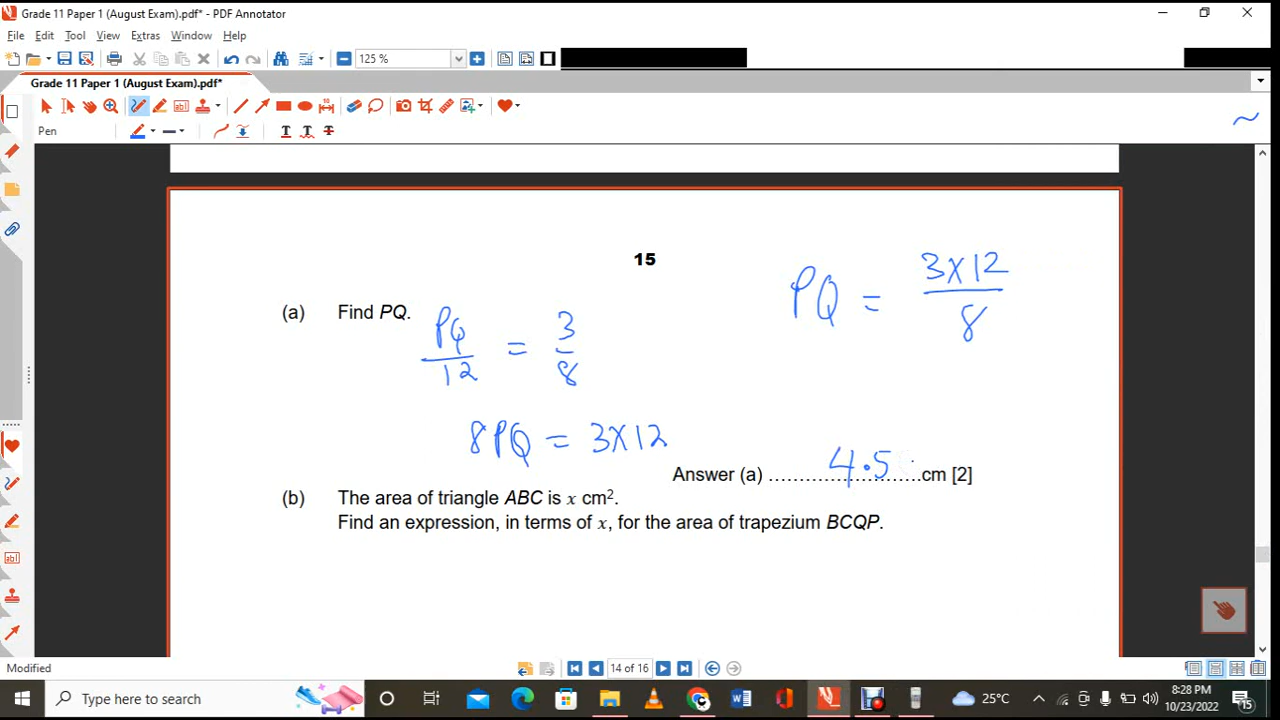 Grade 11 Paper 1 (August Exam).pdf* - PDF Annotator
File Edit Tool View Extras Window Help
125 %
Grade 11 Paper 1 (August Exam).pdf*
Pen
15
PQ = 3x12 / 8
(a) Find PQ.
PQ / 12 = 3 / 8
8PQ = 3x12
Answer (a) ………4.5………cm [2]
(b) The area of triangle ABC is x cm².
Find an expression, in terms of x, for the area of trapezium BCQP.
Modified
14 of 16
Type here to search
25°C
8:28 PM
10/23/2022
15